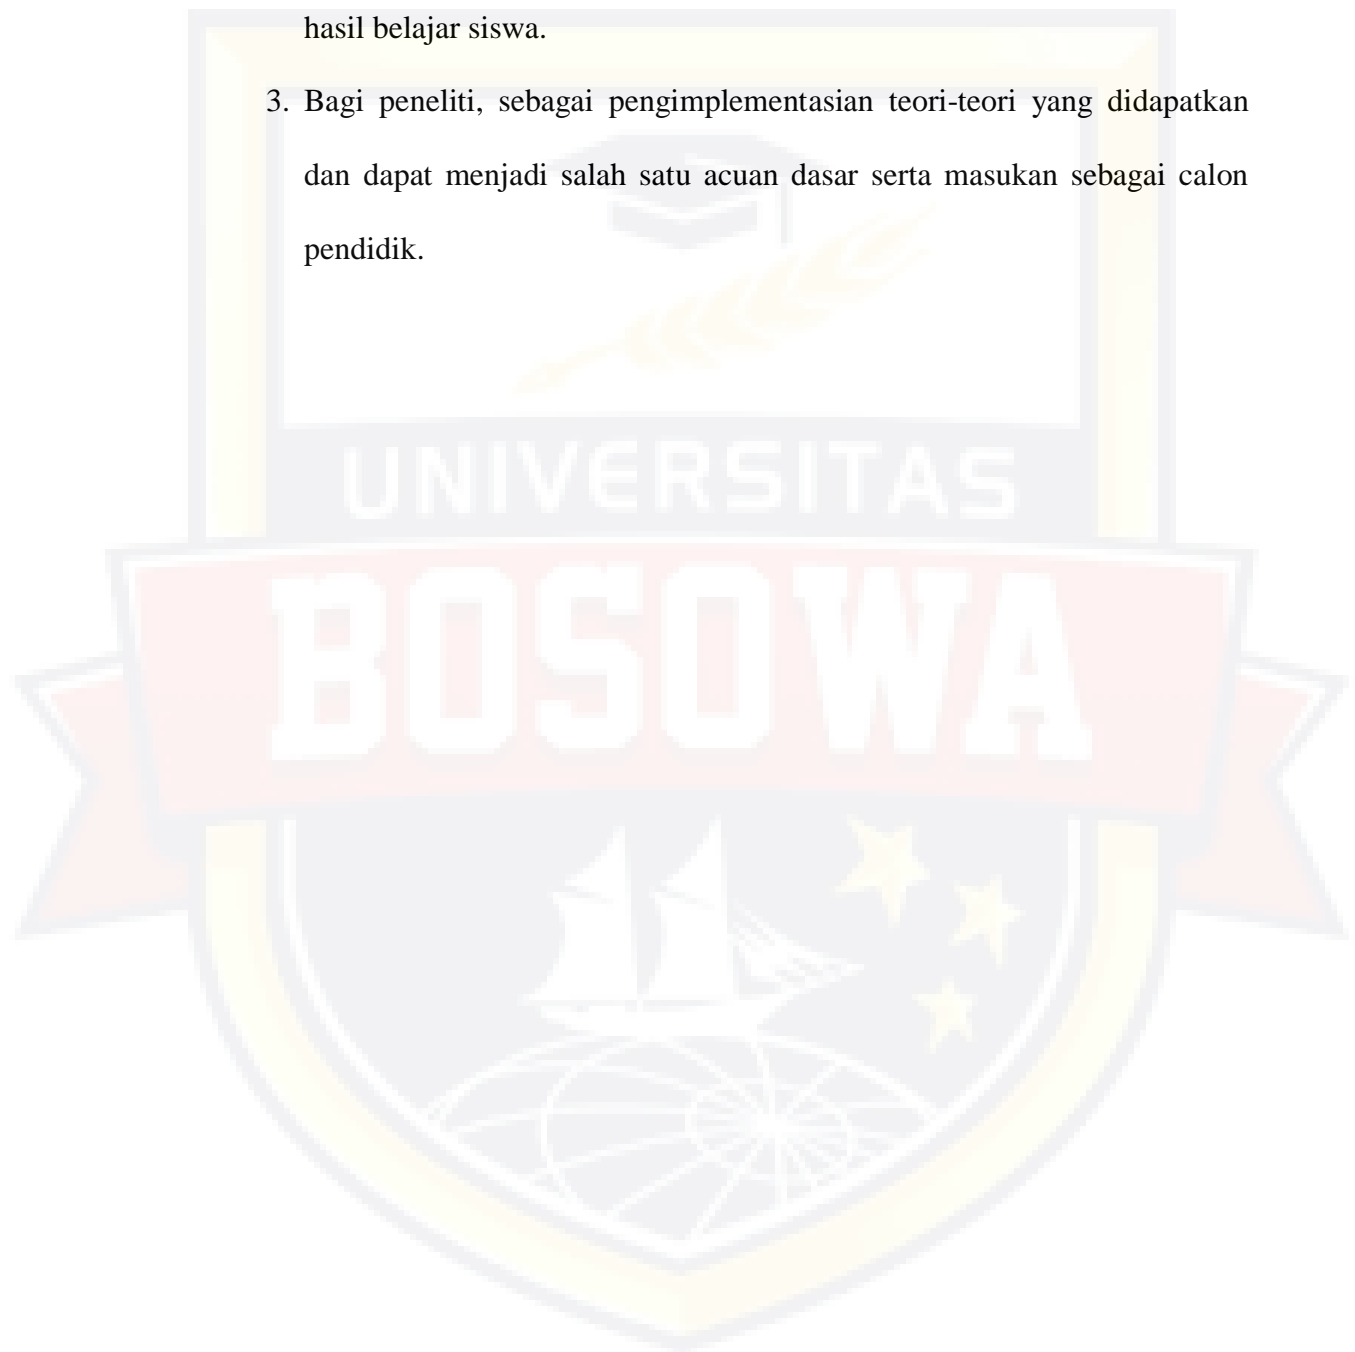 hasil belajar siswa.
3. Bagi peneliti, sebagai pengimplementasian teori-teori yang didapatkan
dan dapat menjadi salah satu acuan dasar serta masukan sebagai calon
pendidik.
UNIVERSITAS
BOSOWA